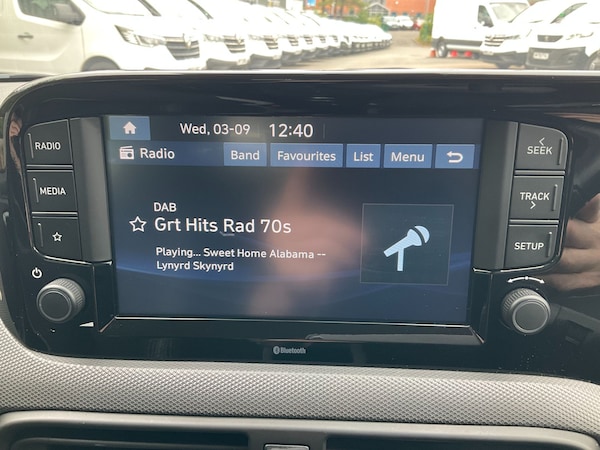 RADIO
MEDIA
Wed, 03-09 12:40
Radio Band Favourites List Menu
DAB
Grt Hits Rad 70s
Playing... Sweet Home Alabama --
Lynyrd Skynyrd
SEEK
TRACK
SETUP
Bluetooth